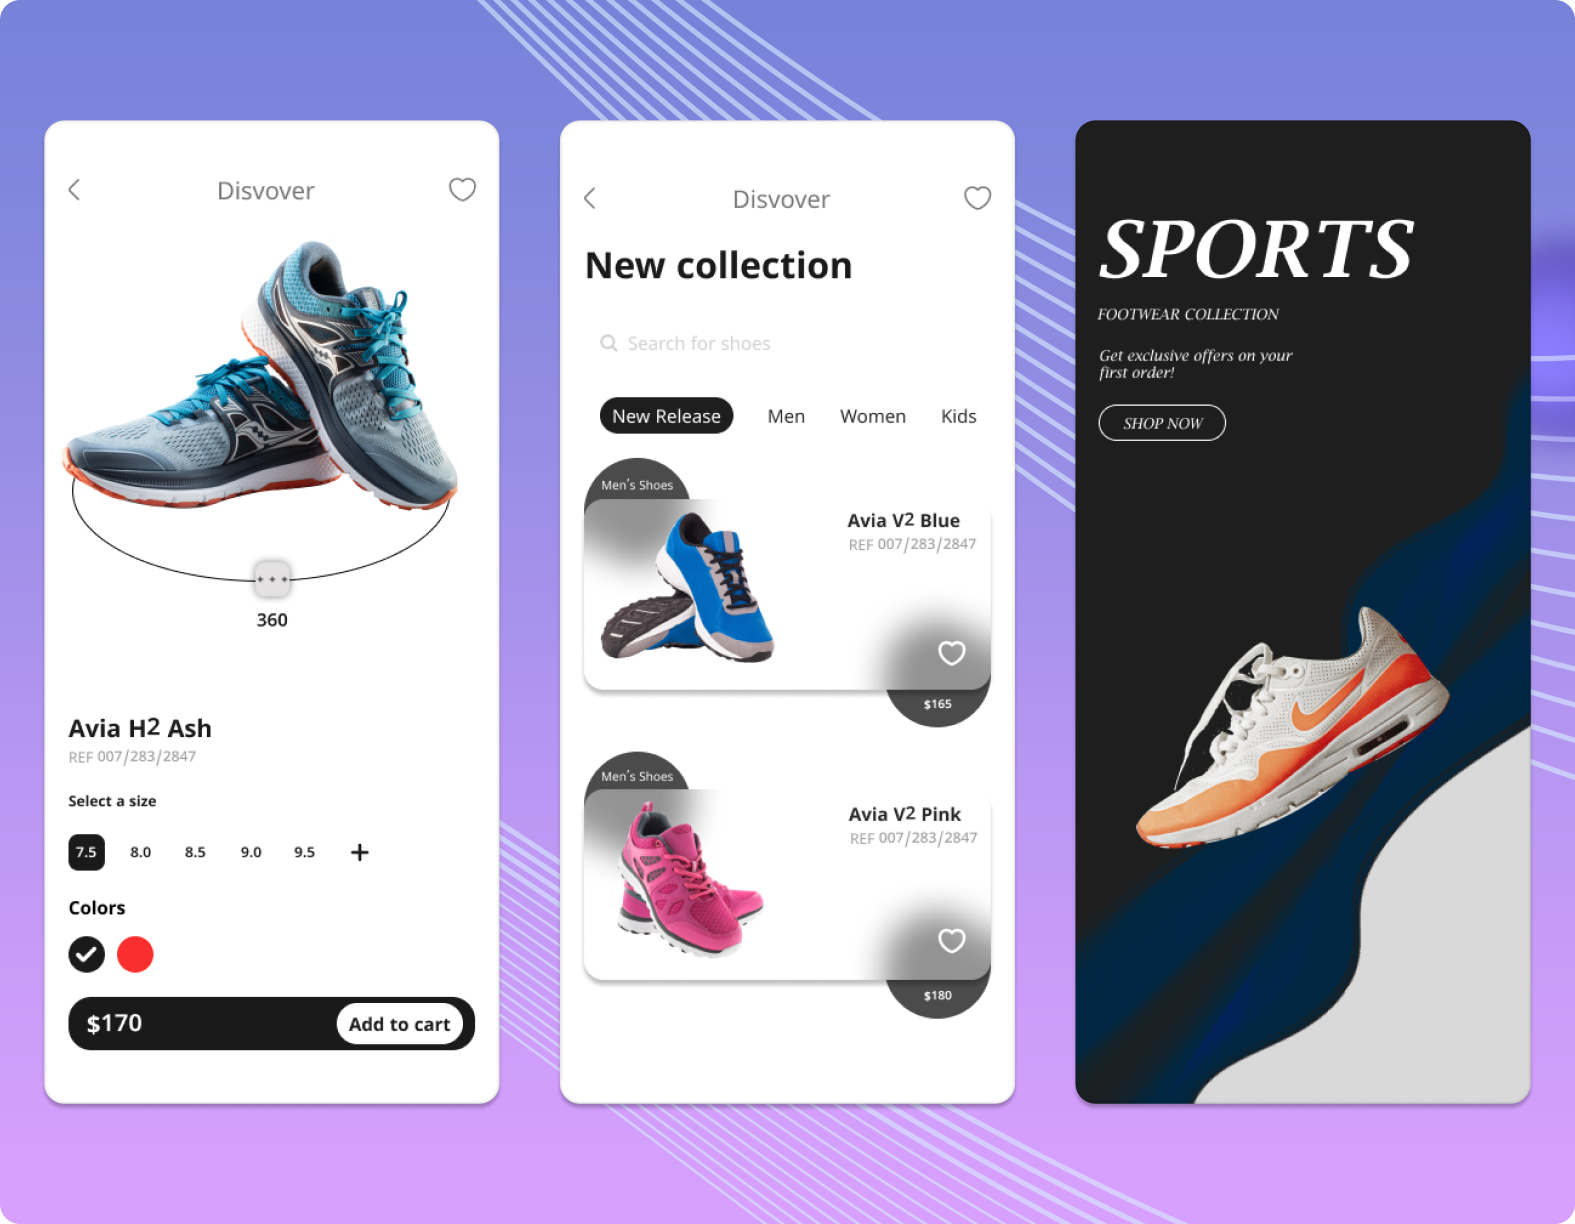 Disvover
360
Avia H2 Ash
REF 007/283/2847
Select a size
7.5 8.0 8.5 9.0 9.5 +
Colors
$170 Add to cart
Disvover
New collection
Search for shoes
New Release Men Women Kids
Men's Shoes
Avia V2 Blue
REF 007/283/2847
$165
Men's Shoes
Avia V2 Pink
REF 007/283/2847
$180
SPORTS
FOOTWEAR COLLECTION
Get exclusive offers on your
first order!
SHOP NOW